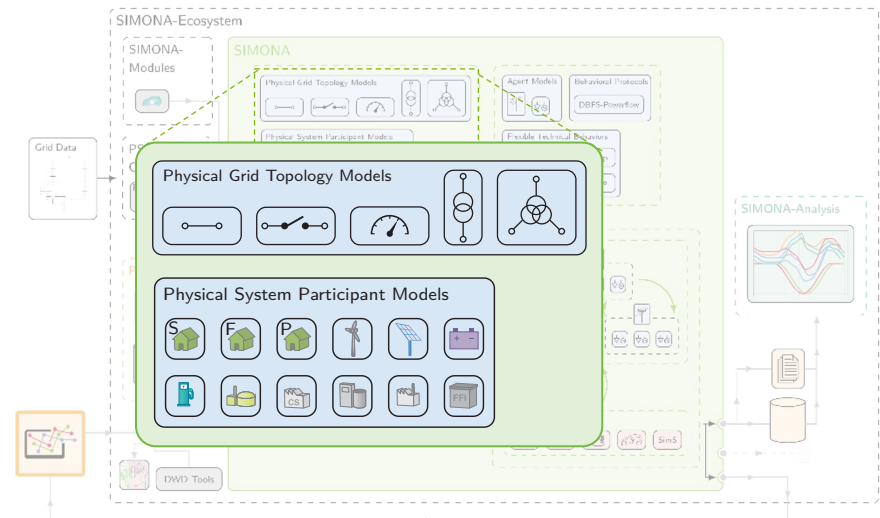 SIMONA-Ecosystem
SIMONA-
Modules
SIMONA
Physical Grid Topology Models
Agent Models
Behavioral Protocols
DBFS-Powerflow
Physical System Participant Models
Flexible Technical Behaviors
Grid Data
Physical Grid Topology Models
SIMONA-Analysis
Physical System Participant Models
S
F
P
CS
FFI
SimS
DWD Tools